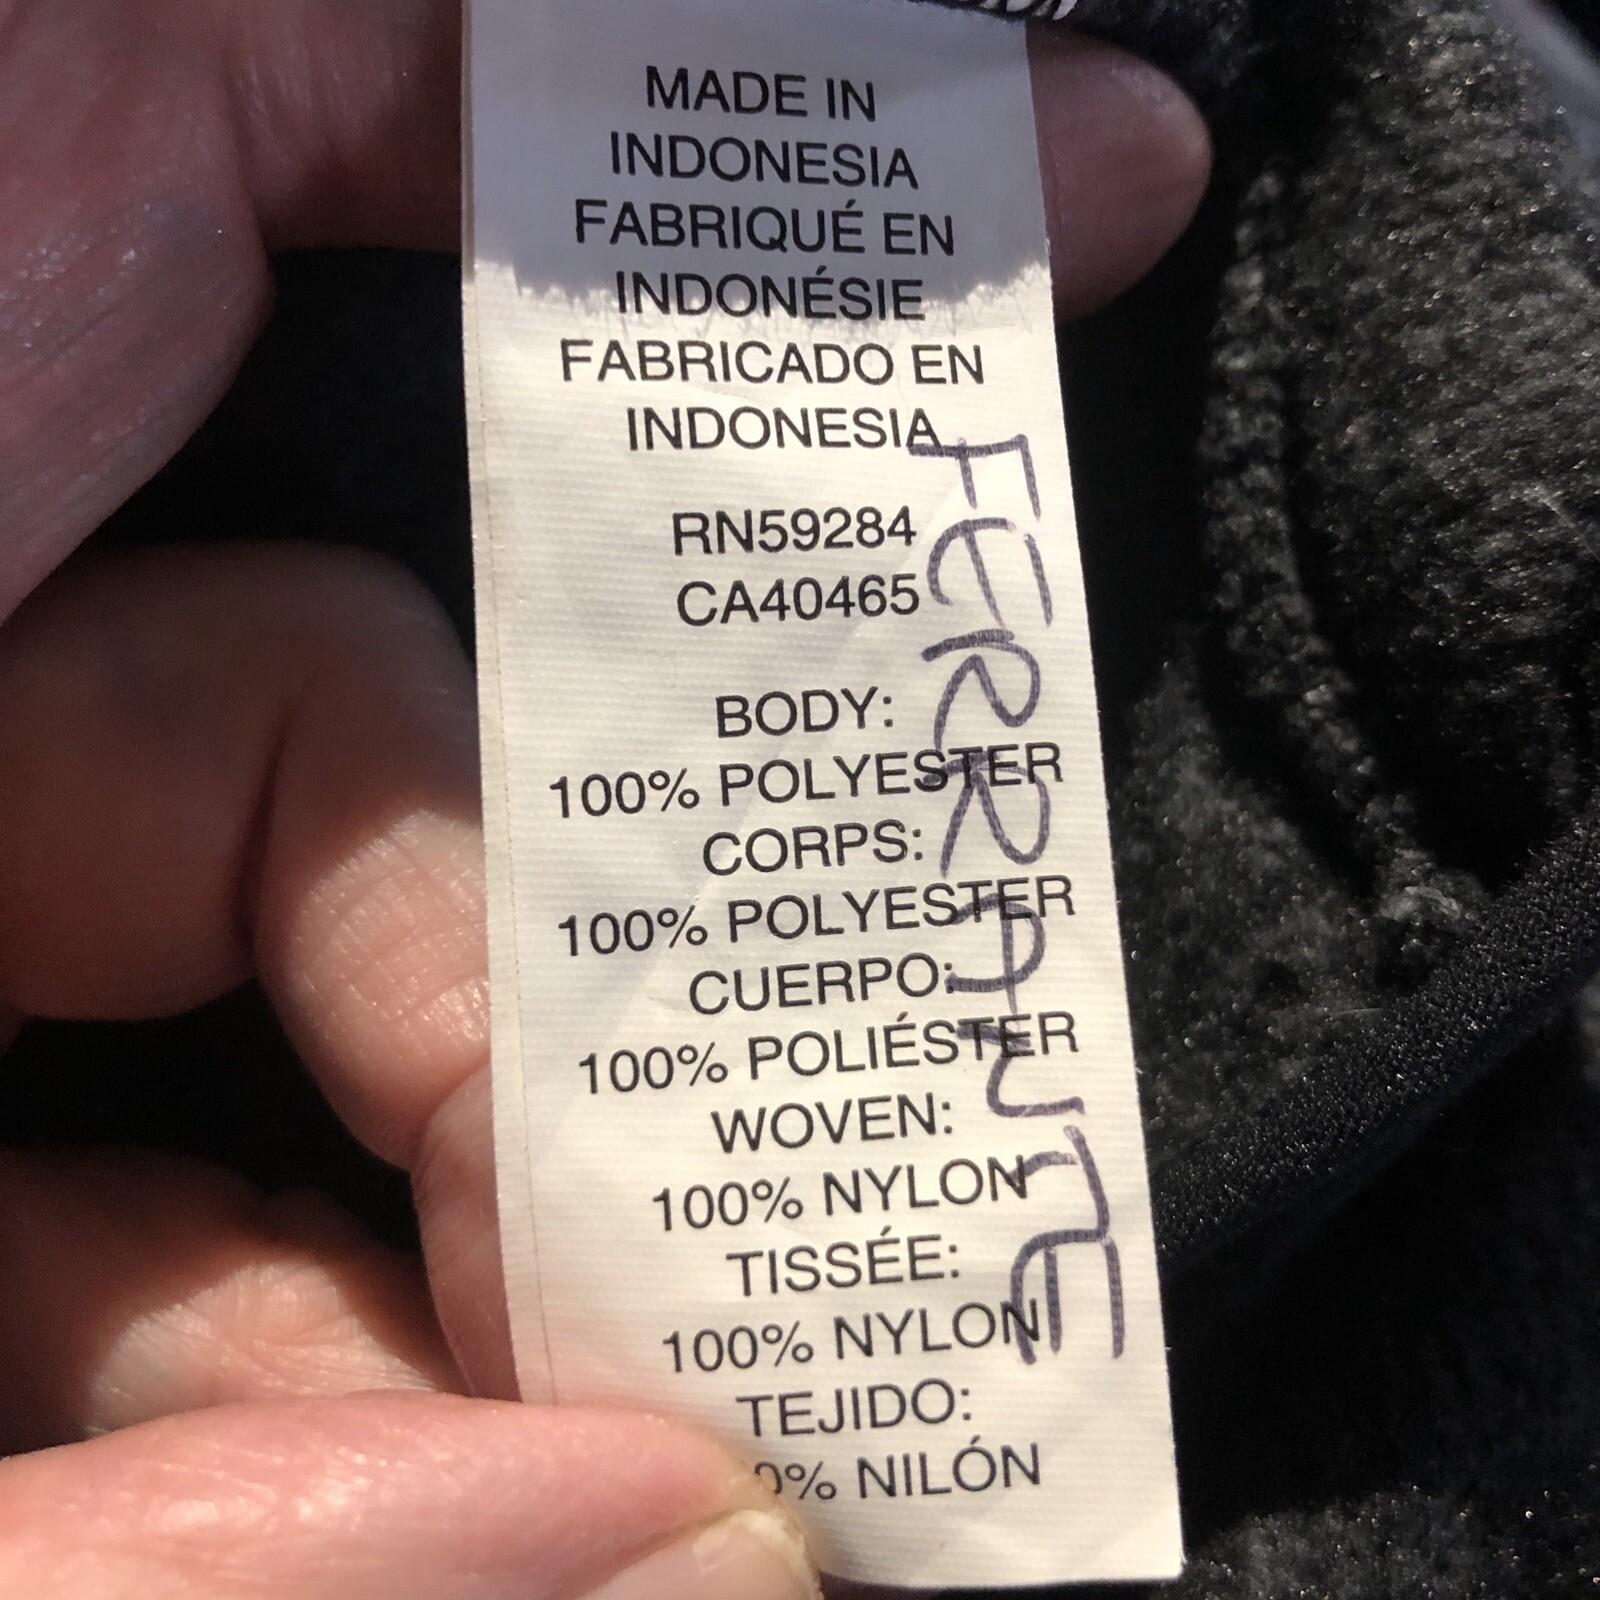 MADE IN
INDONESIA
FABRIQUÉ EN
INDONÉSIE
FABRICADO EN
INDONESIA
RN59284
CA40465
BODY:
100% POLYESTER
CORPS:
100% POLYESTER
CUERPO:
100% POLIÉSTER
WOVEN:
100% NYLON
TISSÉE:
100% NYLON
TEJIDO:
0% NILÓN
FERRANTE